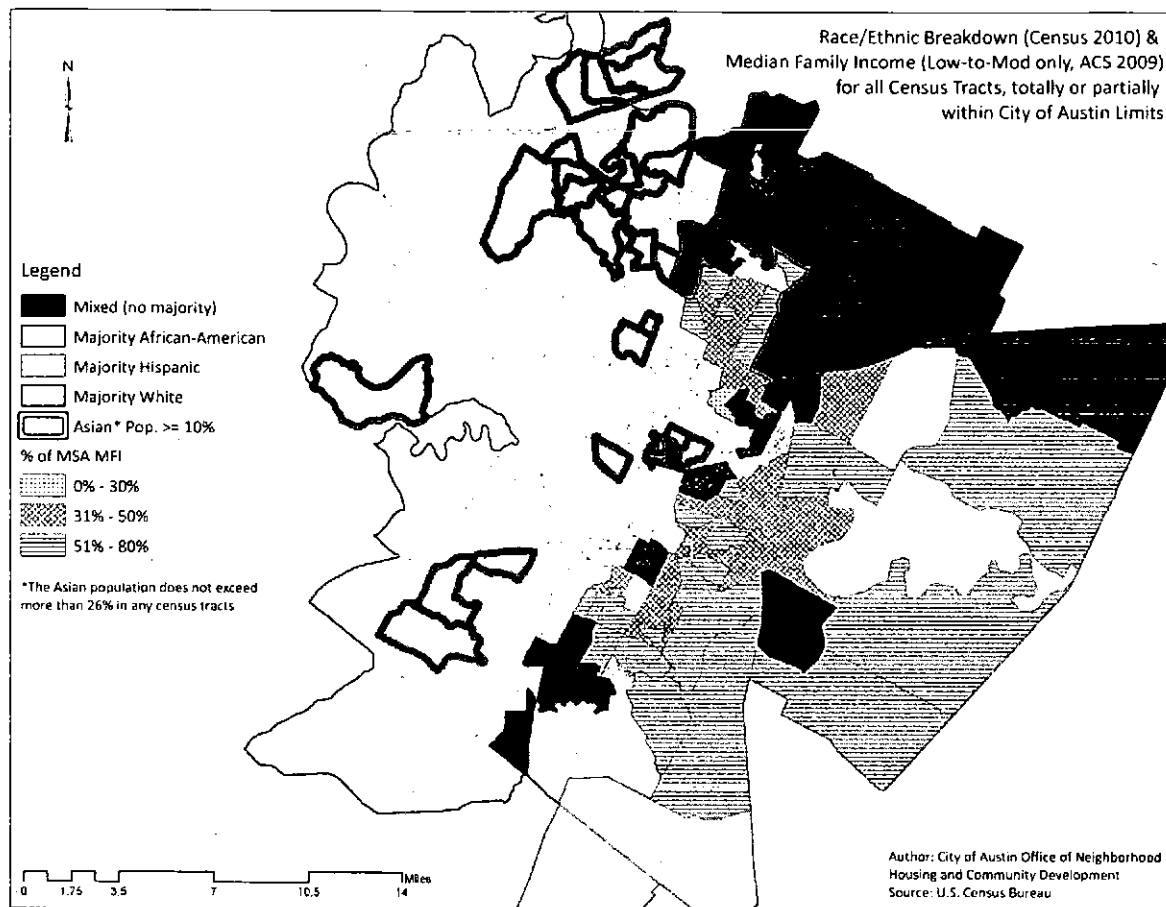 Race/Ethnic Breakdown (Census 2010) &
Median Family Income (Low-to-Mod only, ACS 2009)
for all Census Tracts, totally or partially
within City of Austin Limits
N
Legend
Mixed (no majority)
Majority African-American
Majority Hispanic
Majority White
Asian* Pop. >= 10%
% of MSA MFI
0% - 30%
31% - 50%
51% - 80%
*The Asian population does not exceed
more than 26% in any census tracts
Miles
0 1.75 3.5 7 10.5 14
Author: City of Austin Office of Neighborhood
Housing and Community Development
Source: U.S. Census Bureau